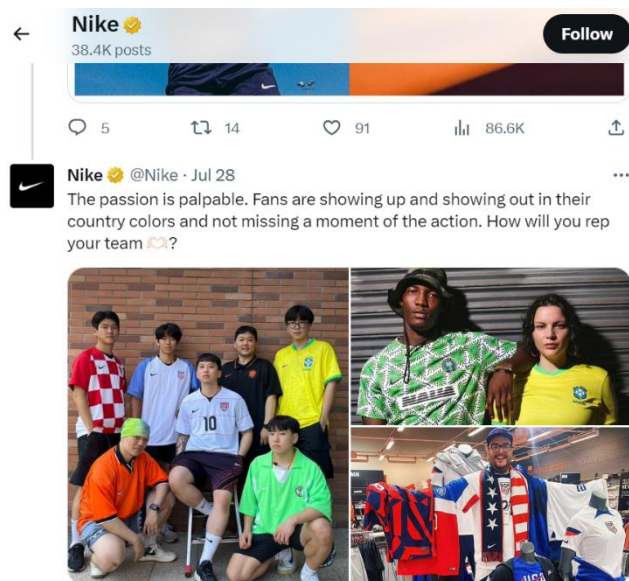 Nike
38.4K posts
Follow
5 14 91 86.6K
Nike @Nike · Jul 28
The passion is palpable. Fans are showing up and showing out in their
country colors and not missing a moment of the action. How will you rep
your team 🫶🏻?
10